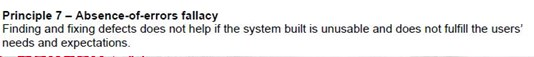 Principle 7 – Absence-of-errors fallacy
Finding and fixing defects does not help if the system built is unusable and does not fulfill the users'
needs and expectations.